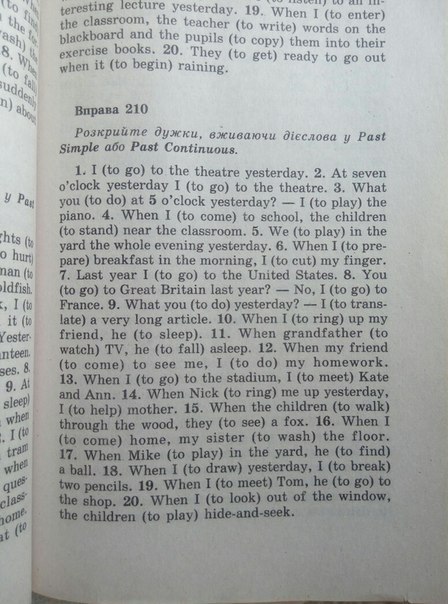 teresting lecture yesterday. 19. When I (to enter)
the classroom, the teacher (to write) words on the
blackboard and the pupils (to copy) them into their
exercise books. 20. They (to get) ready to go out
when it (to begin) raining.
Вправа 210
Розкрийте дужки, вживаючи дієслова у Past
Simple або Past Continuous.
1. I (to go) to the theatre yesterday. 2. At seven
o'clock yesterday I (to go) to the theatre. 3. What
you (to do) at 5 o'clock yesterday? — I (to play) the
piano. 4. When I (to come) to school, the children
(to stand) near the classroom. 5. We (to play) in the
yard the whole evening yesterday. 6. When I (to pre-
pare) breakfast in the morning, I (to cut) my finger.
7. Last year I (to go) to the United States. 8. You
(to go) to Great Britain last year? — No, I (to go) to
France. 9. What you (to do) yesterday? — I (to trans-
late) a very long article. 10. When I (to ring) up my
friend, he (to sleep). 11. When grandfather (to
watch) TV, he (to fall) asleep. 12. When my friend
(to come) to see me, I (to do) my homework.
13. When I (to go) to the stadium, I (to meet) Kate
and Ann. 14. When Nick (to ring) me up yesterday,
I (to help) mother. 15. When the children (to walk)
through the wood, they (to see) a fox. 16. When I
(to come) home, my sister (to wash) the floor.
17. When Mike (to play) in the yard, he (to find)
a ball. 18. When I (to draw) yesterday, I (to break)
two pencils. 19. When I (to meet) Tom, he (to go) to
the shop. 20. When I (to look) out of the window,
the children (to play) hide-and-seek.